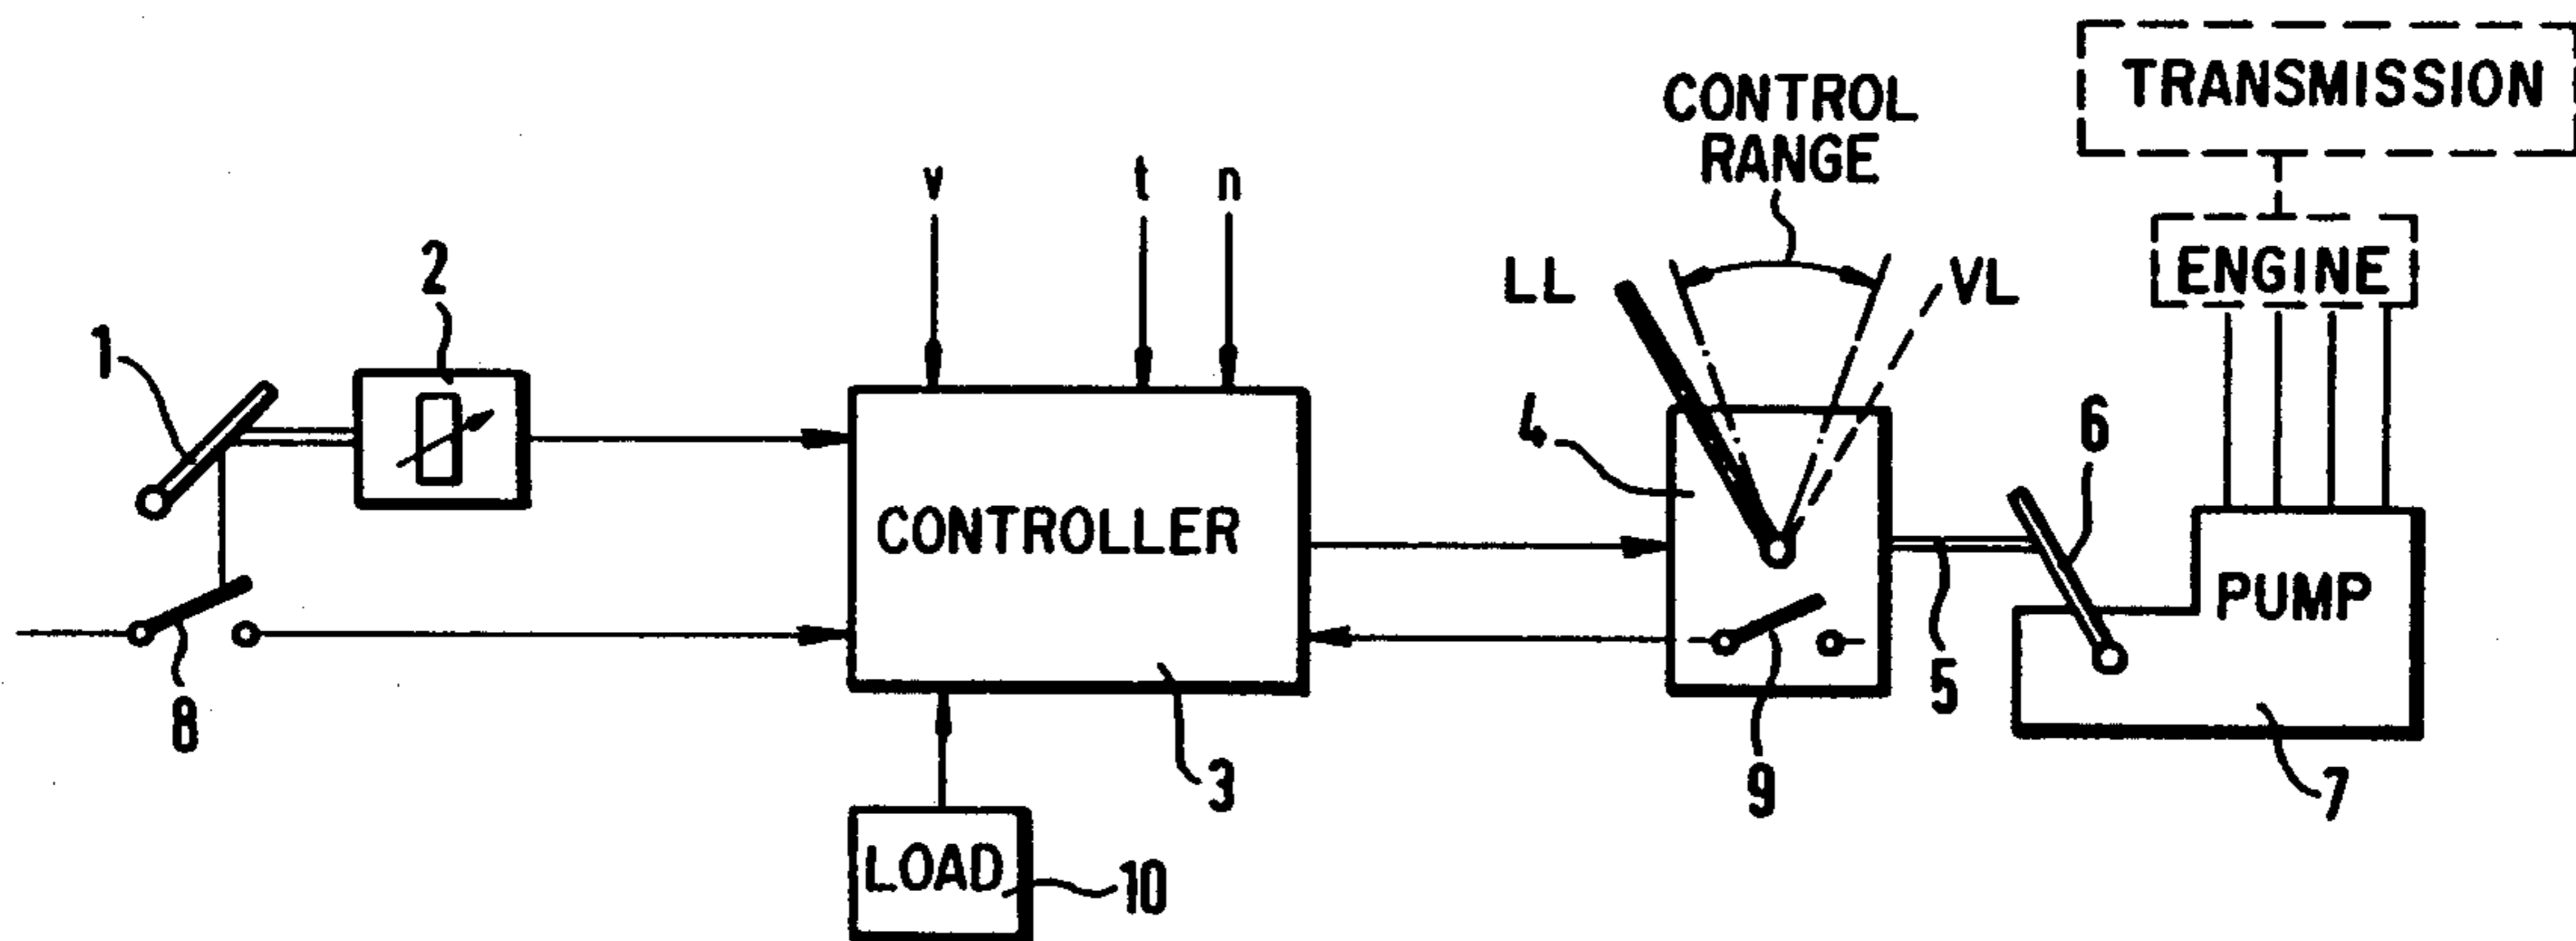 TRANSMISSION
CONTROL
RANGE
v
t
n
ENGINE
LL
VL
2
1
4
6
CONTROLLER
PUMP
8
3
9
5
7
LOAD
10